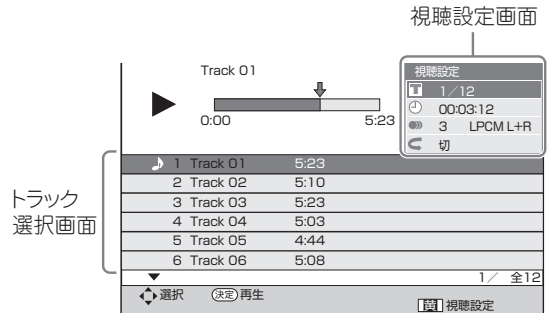 視聴設定画面
Track 01
0:00 5:23
視聴設定
T 1／12
00:03:12
3 LPCM L+R
切
トラック
選択画面
1 Track 01 5:23
2 Track 02 5:10
3 Track 03 5:23
4 Track 04 5:03
5 Track 05 4:44
6 Track 06 5:08
1／ 全12
選択 決定 再生
視聴設定